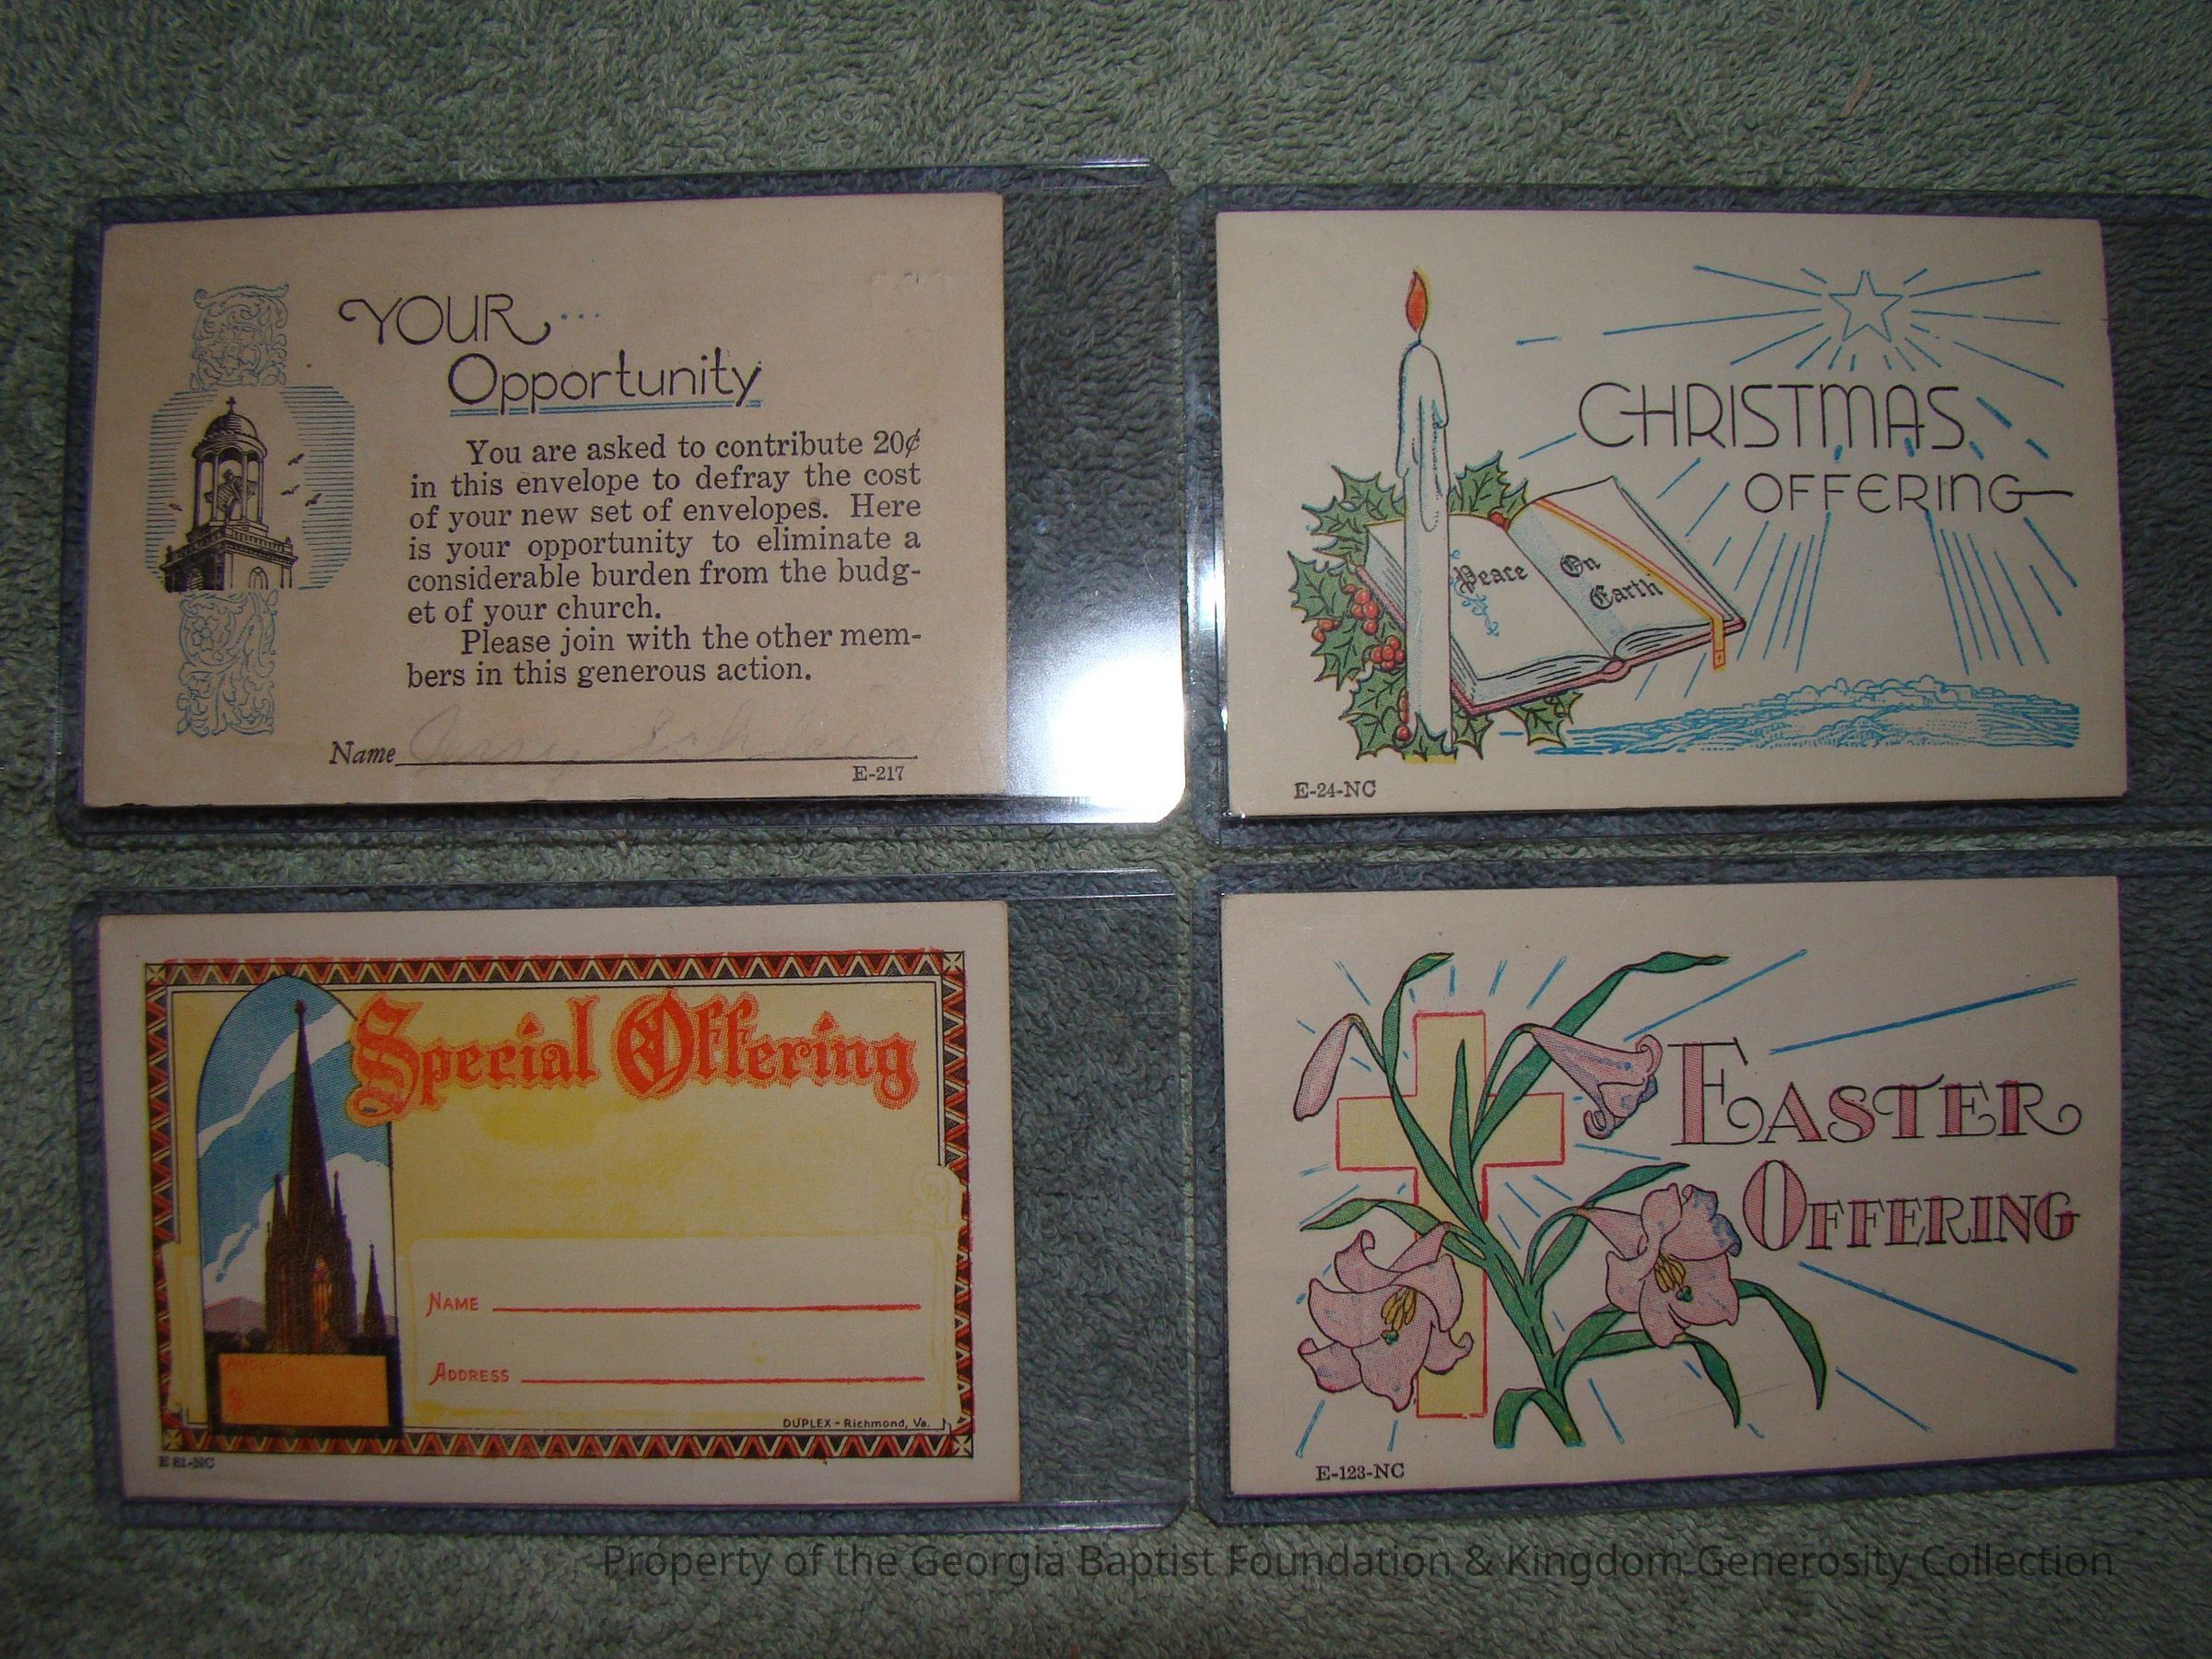 YOUR...
Opportunity
You are asked to contribute 20¢
in this envelope to defray the cost
of your new set of envelopes. Here
is your opportunity to eliminate a
considerable burden from the budg-
et of your church.
Please join with the other mem-
bers in this generous action.
Name
E-217
CHRISTMAS
OFFERING
Peace On
Earth
E-24-NC
Special Offering
NAME
ADDRESS
$
DUPLEX - Richmond, Va.
E 81-NC
EASTER
OFFERING
E-123-NC
Property of the Georgia Baptist Foundation & Kingdom Generosity Collection